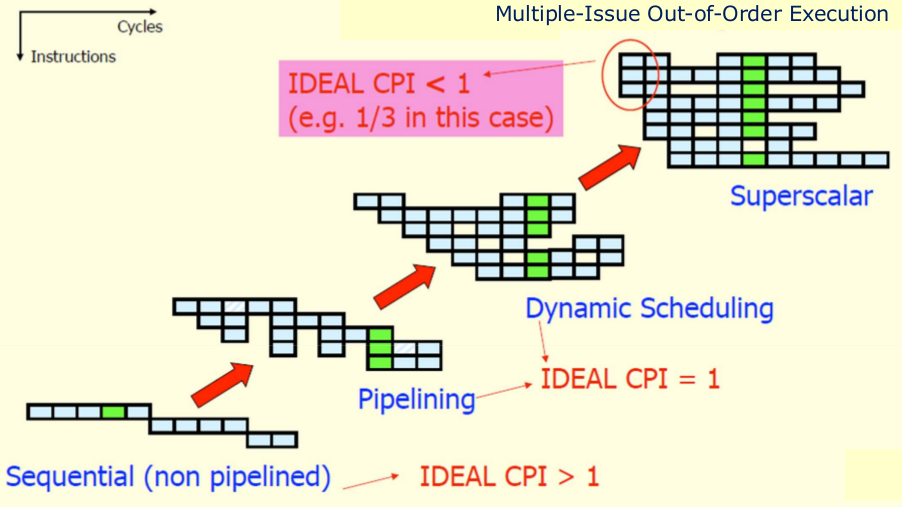 Multiple-Issue Out-of-Order Execution
Cycles
Instructions
IDEAL CPI < 1
(e.g. 1/3 in this case)
Superscalar
Dynamic Scheduling
IDEAL CPI = 1
Pipelining
Sequential (non pipelined)
IDEAL CPI > 1